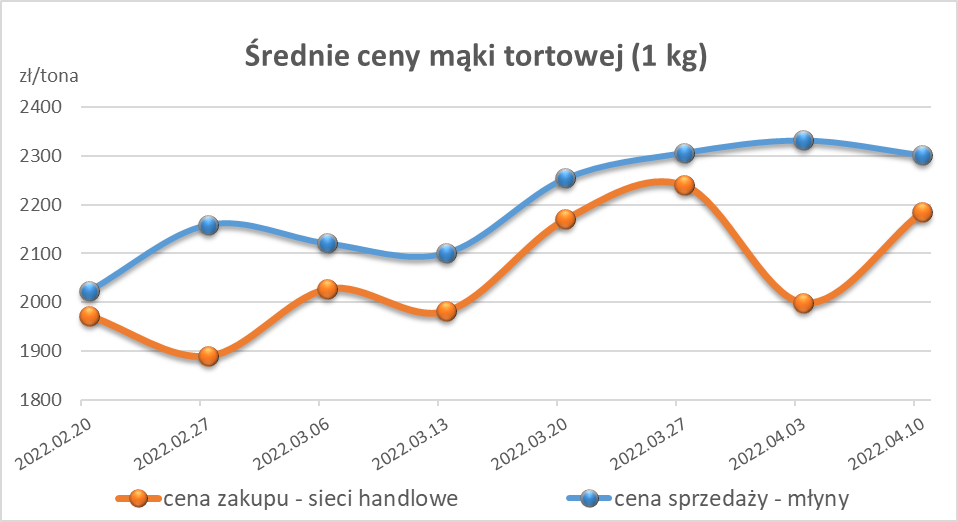 Średnie ceny mąki tortowej (1 kg)
zł/tona
2400
2300
2200
2100
2000
1900
1800
2022.02.20 2022.02.27 2022.03.06 2022.03.13 2022.03.20 2022.03.27 2022.04.03 2022.04.10
cena zakupu - sieci handlowe cena sprzedaży - młyny